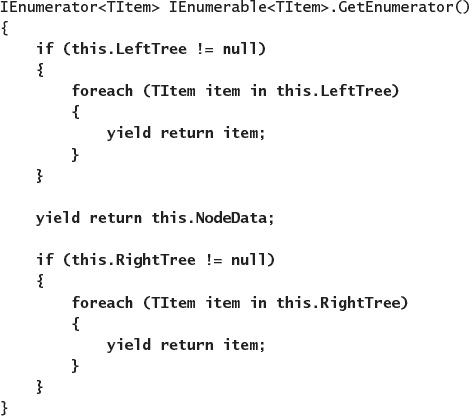 IEnumerator<TItem> IEnumerable<TItem>.GetEnumerator()
{
    if (this.LeftTree != null)
    {
        foreach (TItem item in this.LeftTree)
        {
            yield return item;
        }
    }

    yield return this.NodeData;

    if (this.RightTree != null)
    {
        foreach (TItem item in this.RightTree)
        {
            yield return item;
        }
    }
}